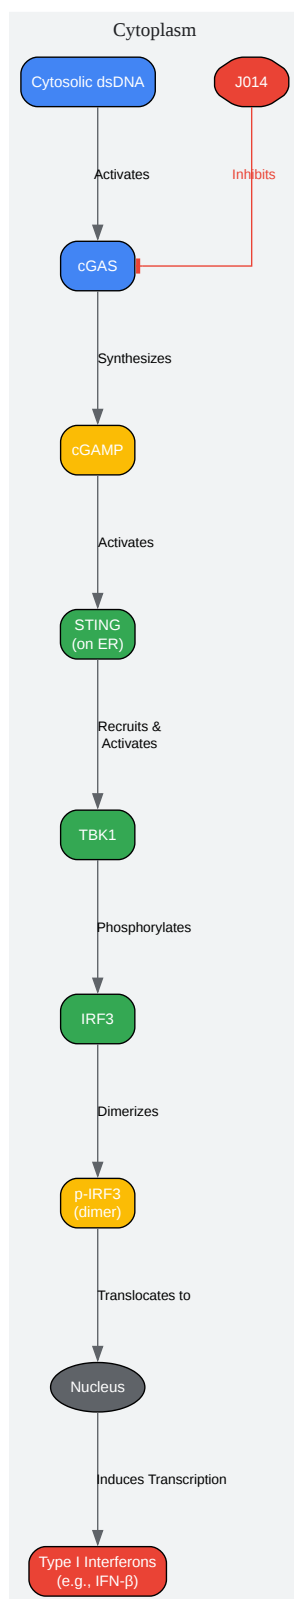 Cytoplasm
Cytosolic dsDNA
J014
Activates
Inhibits
cGAS
Synthesizes
cGAMP
Activates
STING
(on ER)
Recruits &
Activates
TBK1
Phosphorylates
IRF3
Dimerizes
p-IRF3
(dimer)
Translocates to
Nucleus
Induces Transcription
Type I Interferons
(e.g., IFN-β)